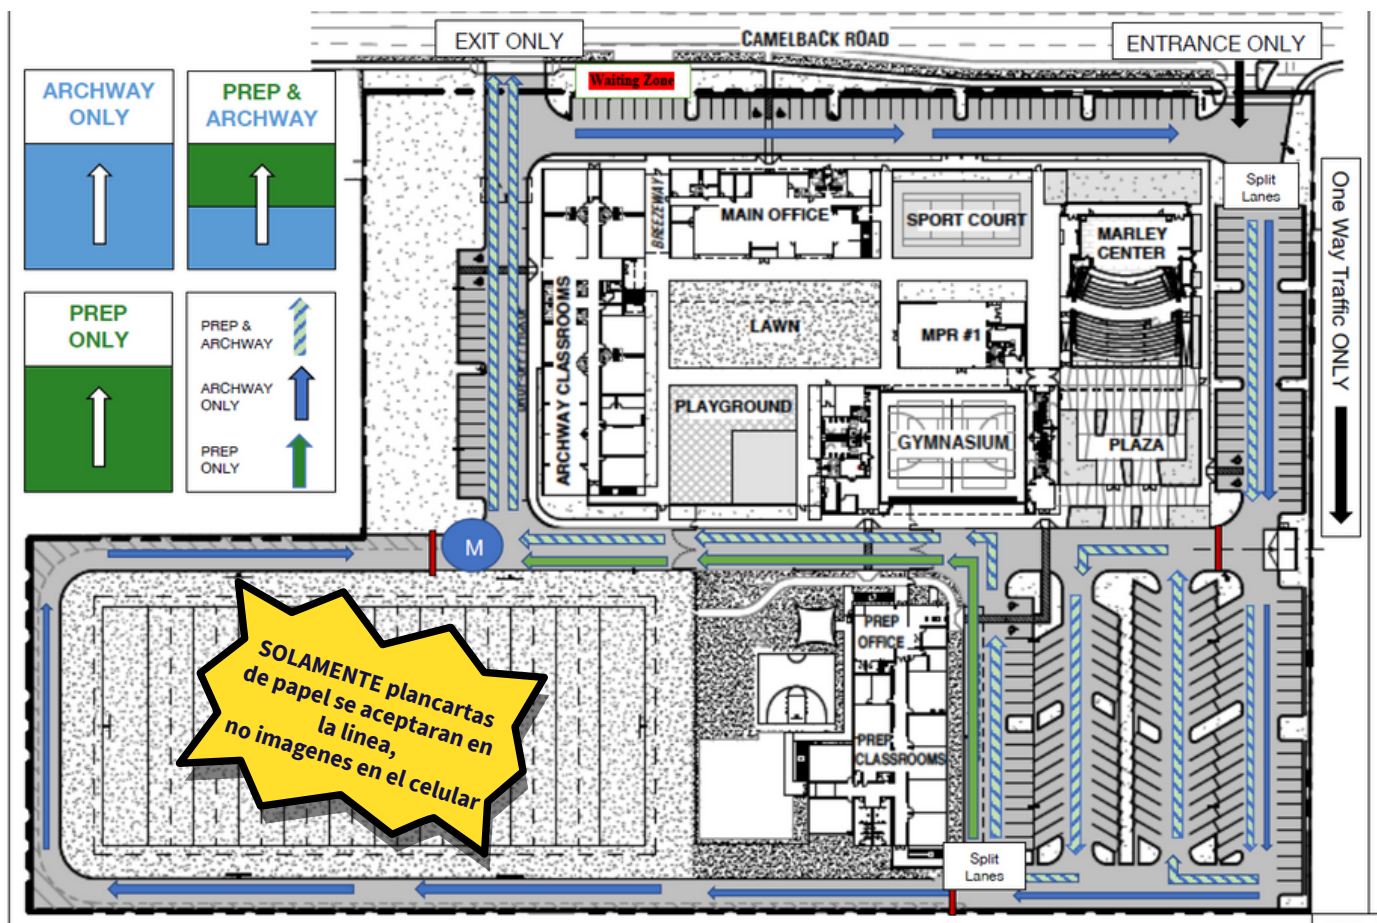 EXIT ONLY
CAMELBACK ROAD
ENTRANCE ONLY
Waiting Zone
ARCHWAY
ONLY
PREP &
ARCHWAY
PREP
ONLY
PREP &
ARCHWAY
ARCHWAY
ONLY
PREP
ONLY
Split
Lanes
One Way Traffic ONLY
BREEZEWAY
MAIN OFFICE
SPORT COURT
MARLEY
CENTER
ARCHWAY CLASSROOMS
LAWN
MPR #1
PLAYGROUND
GYMNASIUM
PLAZA
M
PREP
OFFICE
PREP
CLASSROOMS
SOLAMENTE plancartas
de papel se aceptaran en
la linea,
no imagenes en el celular
Split
Lanes